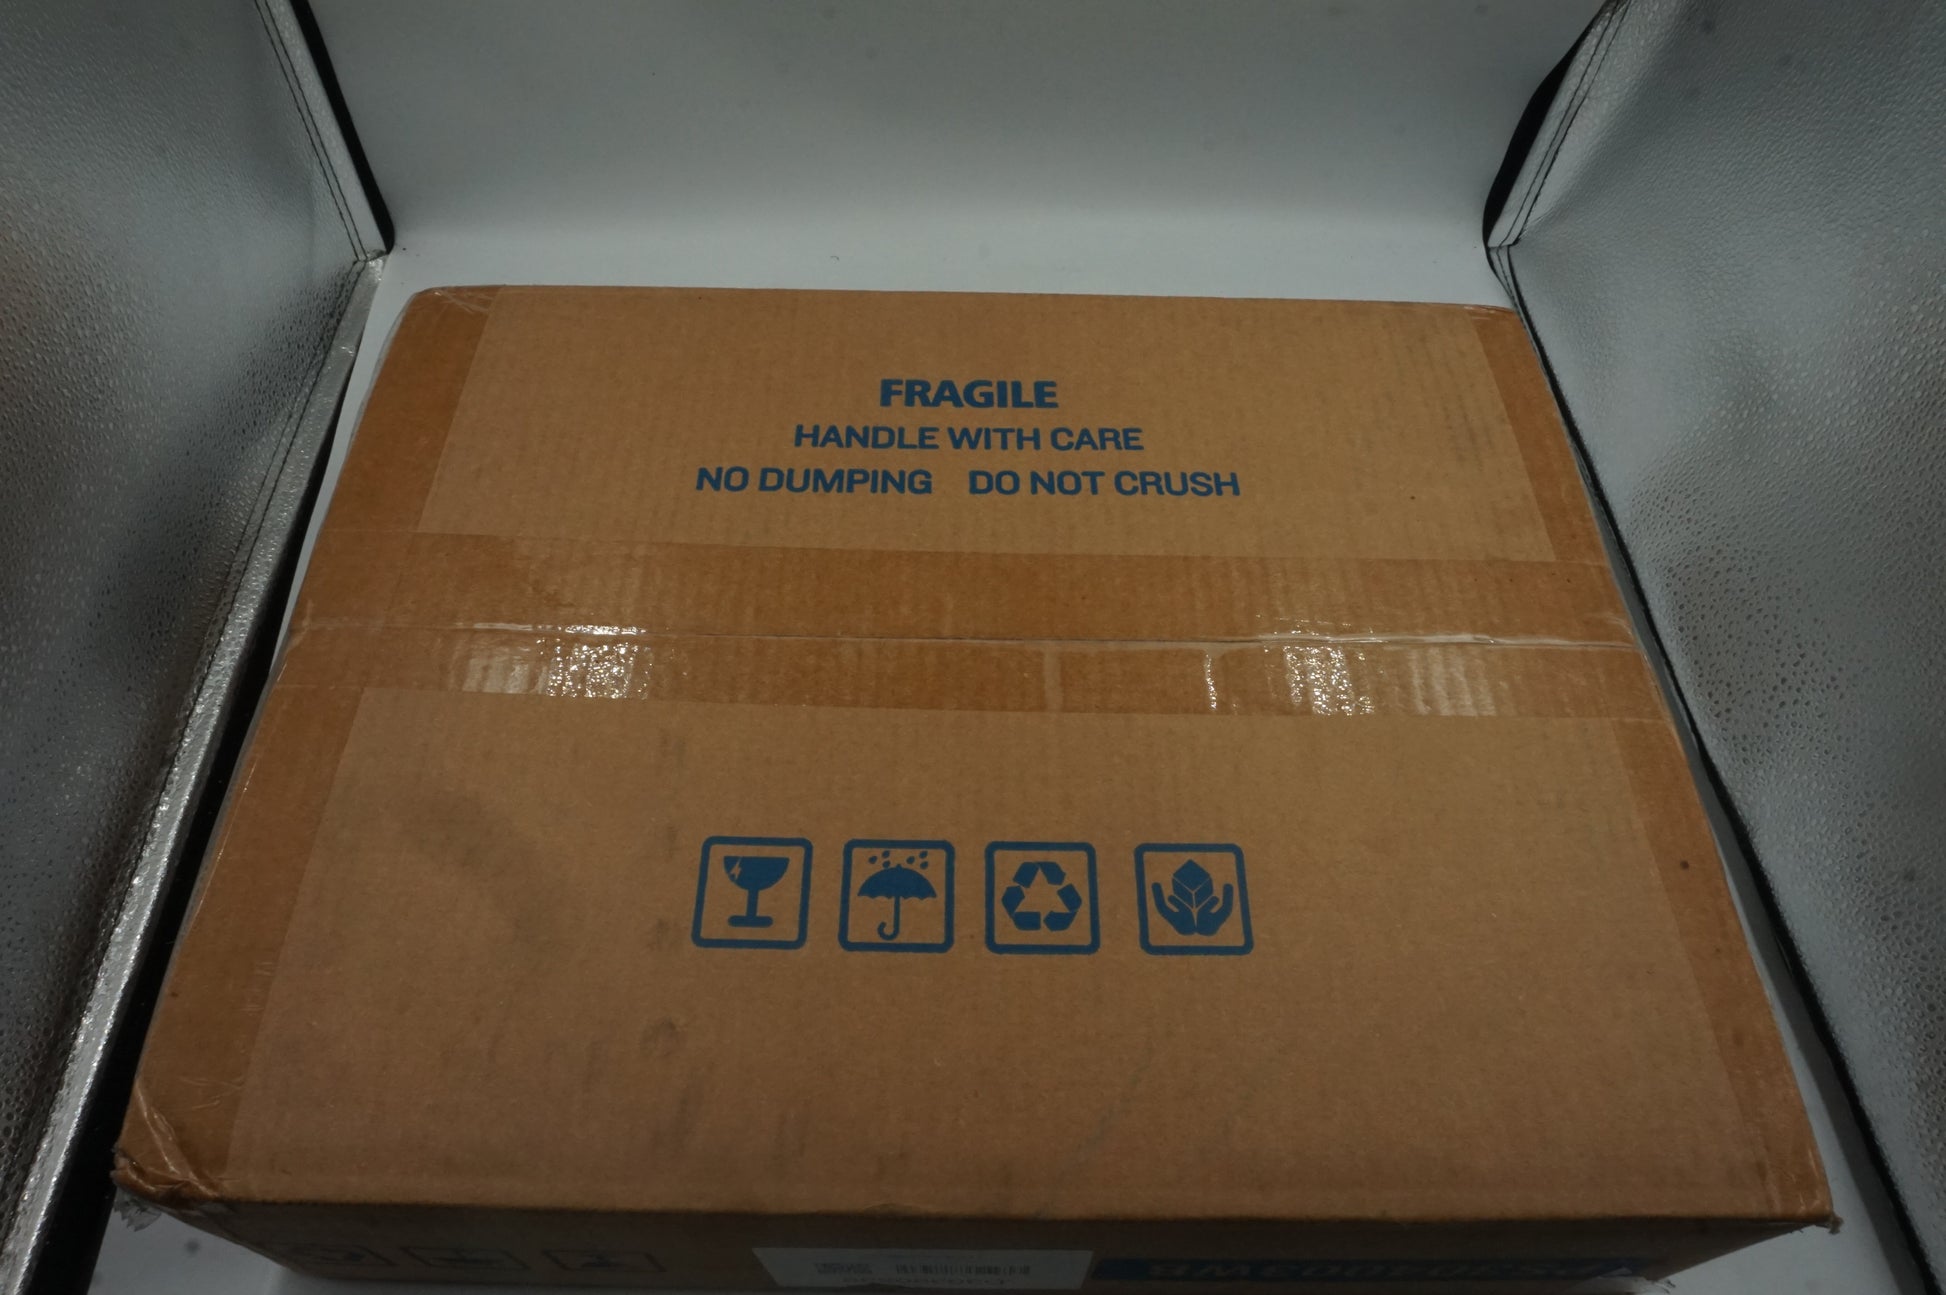 FRAGILE
HANDLE WITH CARE
NO DUMPING DO NOT CRUSH